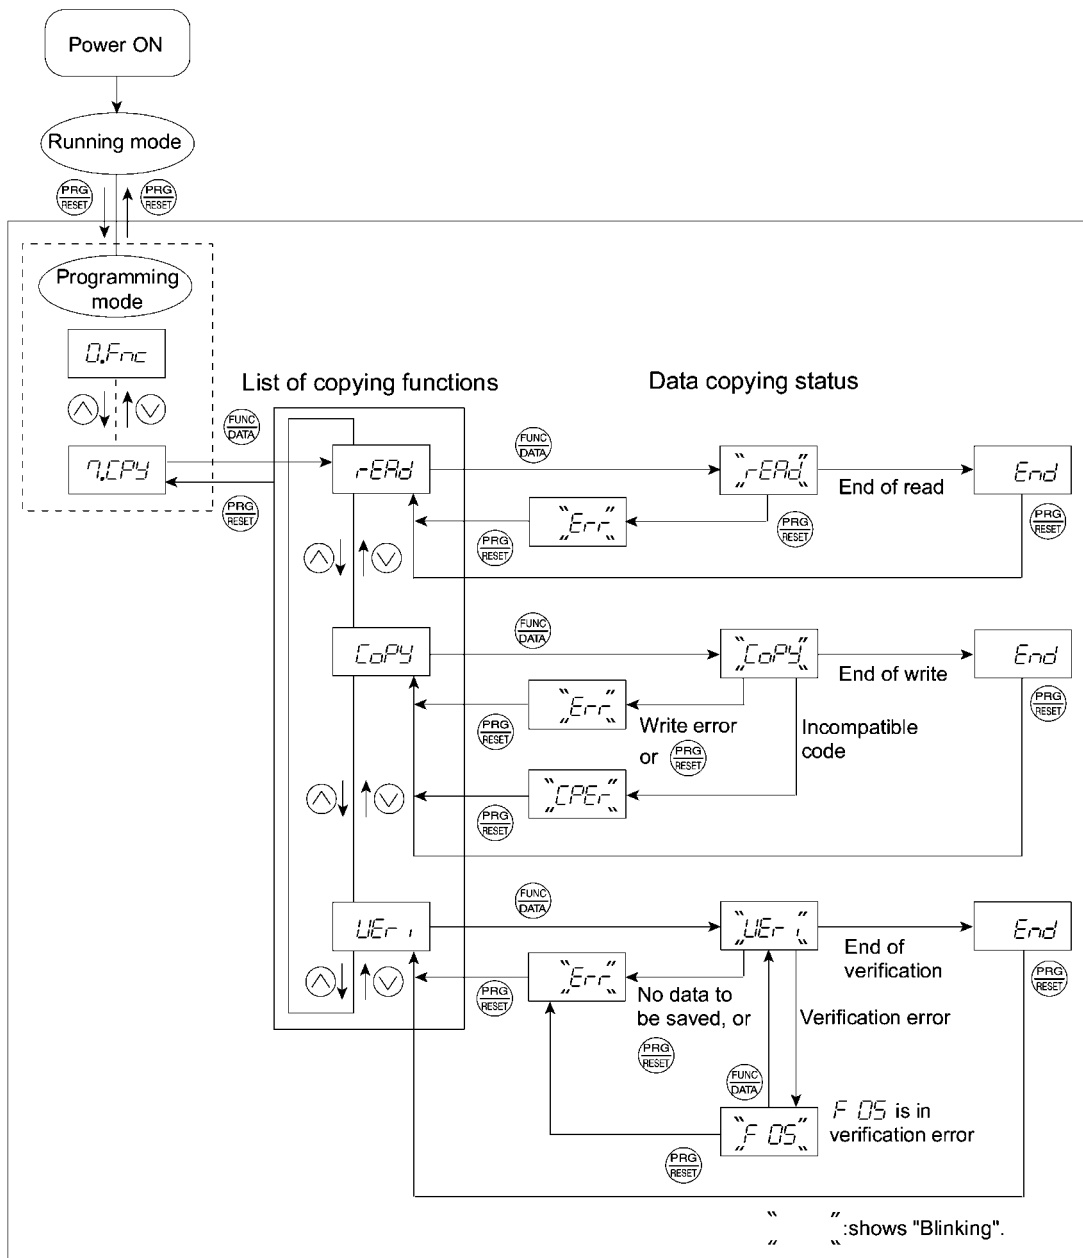 Power ON
Running mode
PRG
RESET
PRG
RESET
Programming
mode
0.Fnc
List of copying functions
Data copying status
FUNC
DATA
7.CPY
PRG
RESET
rEAd
FUNC
DATA
"rEAd"
End of read
End
PRG
RESET
"Err"
PRG
RESET
PRG
RESET
CoPY
FUNC
DATA
"CoPY"
End of write
End
PRG
RESET
"Err"
PRG
RESET
Write error
or PRG
RESET
Incompatible
code
"CPEr"
PRG
RESET
UEri
FUNC
DATA
"UEri"
End of
verification
End
PRG
RESET
"Err"
PRG
RESET
No data to
be saved, or
PRG
RESET
Verification error
FUNC
DATA
"F 05"
F 05 is in
verification error
PRG
RESET
" ":shows "Blinking".